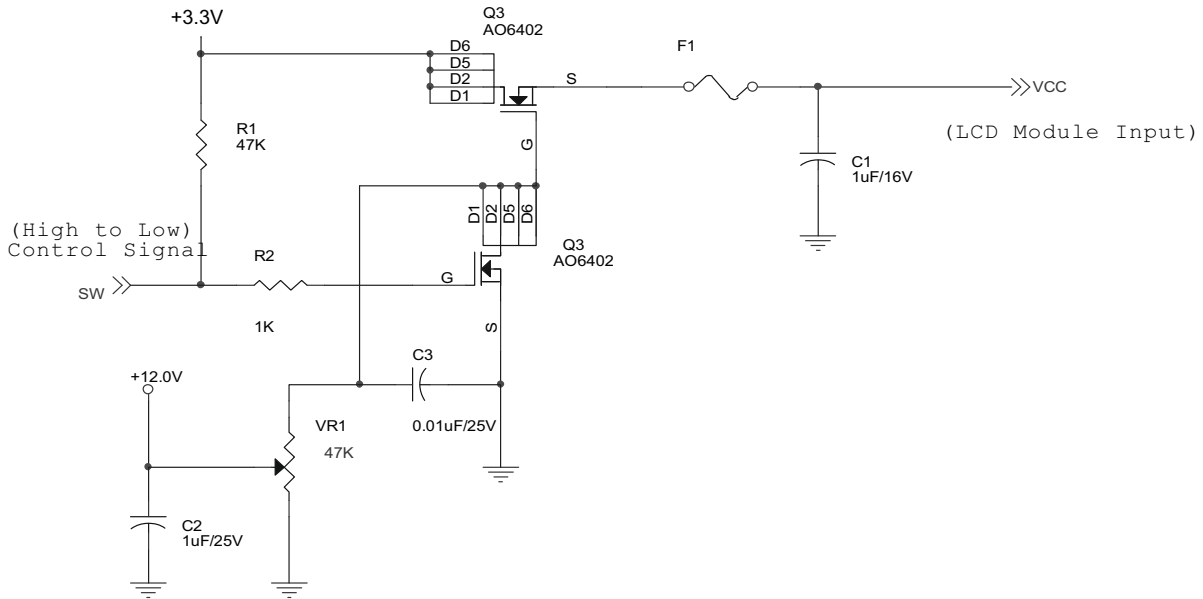 +3.3V
Q3
AO6402
D6
D5
D2
D1
S
G
F1
VCC
(LCD Module Input)
R1
47K
C1
1uF/16V
D1
D2
D5
D6
Q3
AO6402
(High to Low)
Control Signal
SW
R2
1K
G
S
C3
0.01uF/25V
+12.0V
VR1
47K
C2
1uF/25V